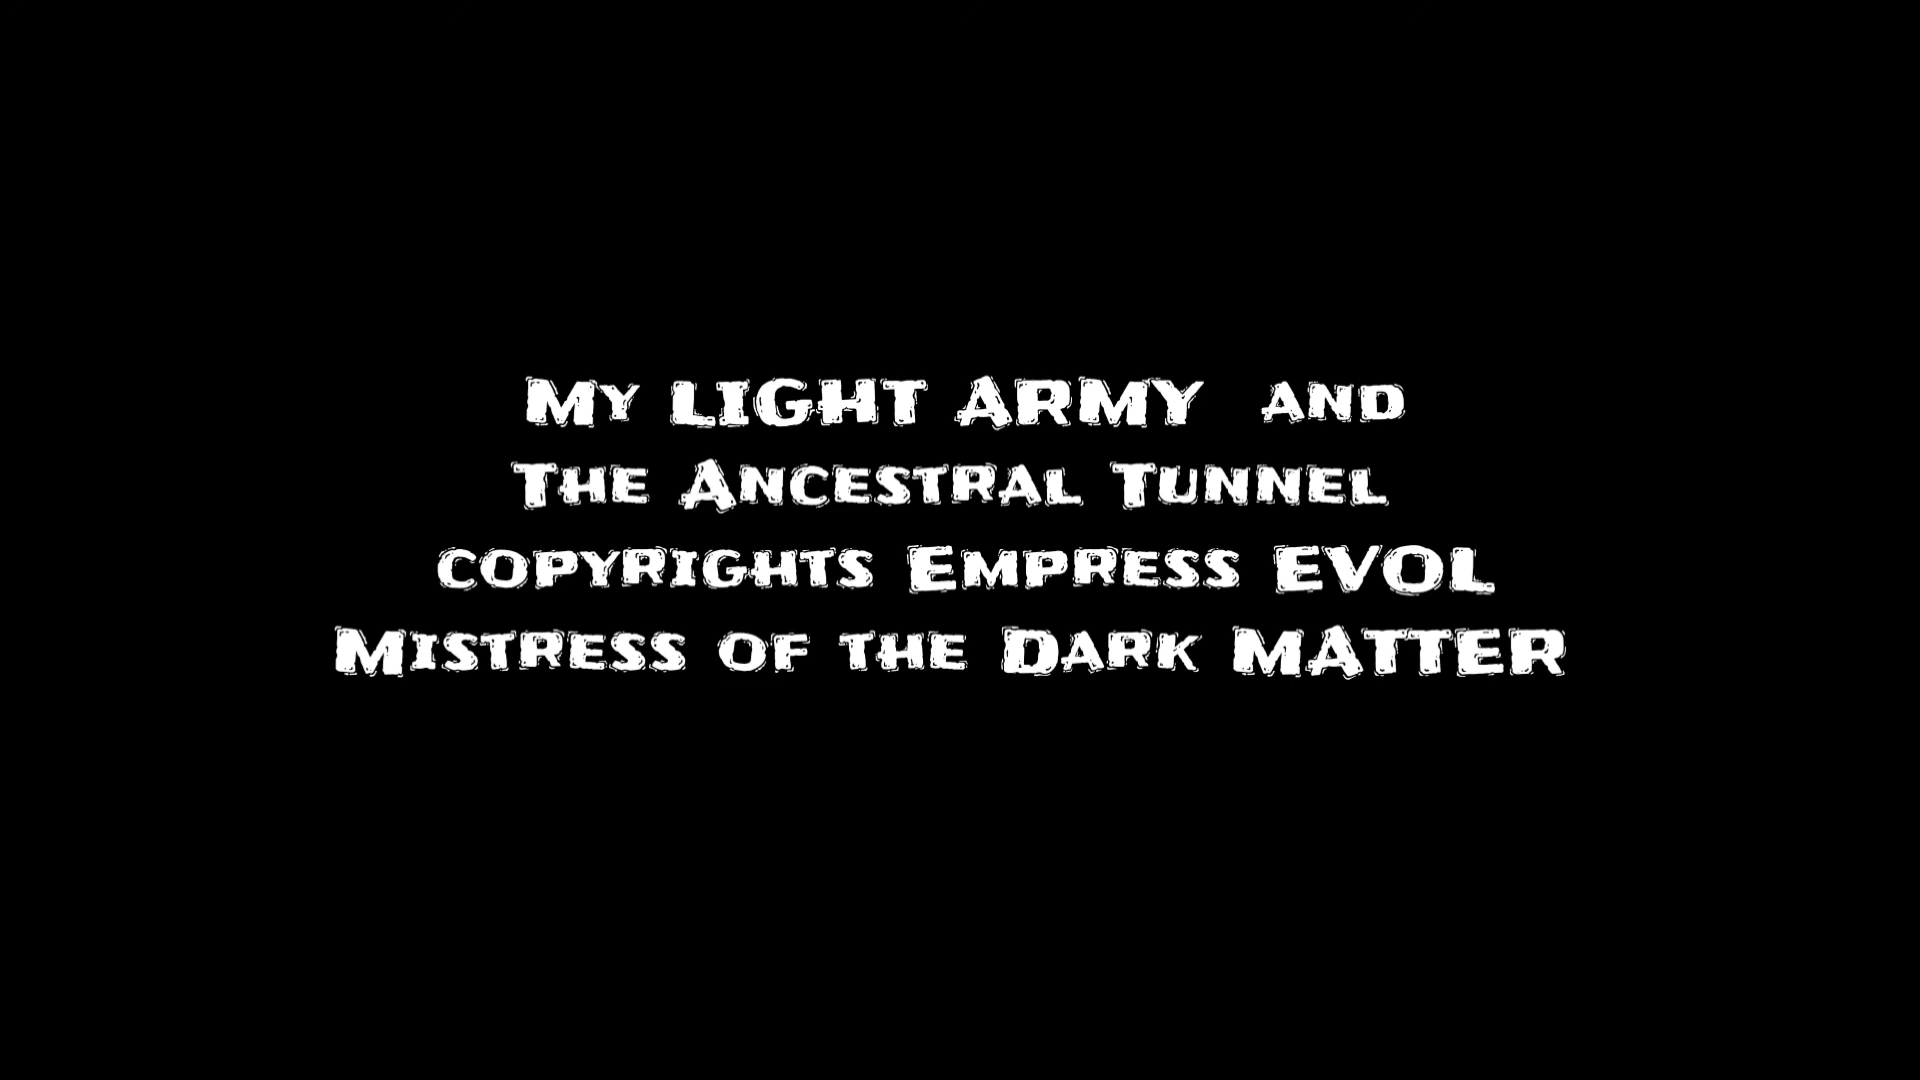 My LIGHT ARMY and
The Ancestral Tunnel
copyrights Empress EVOL
Mistress of the Dark MATTER